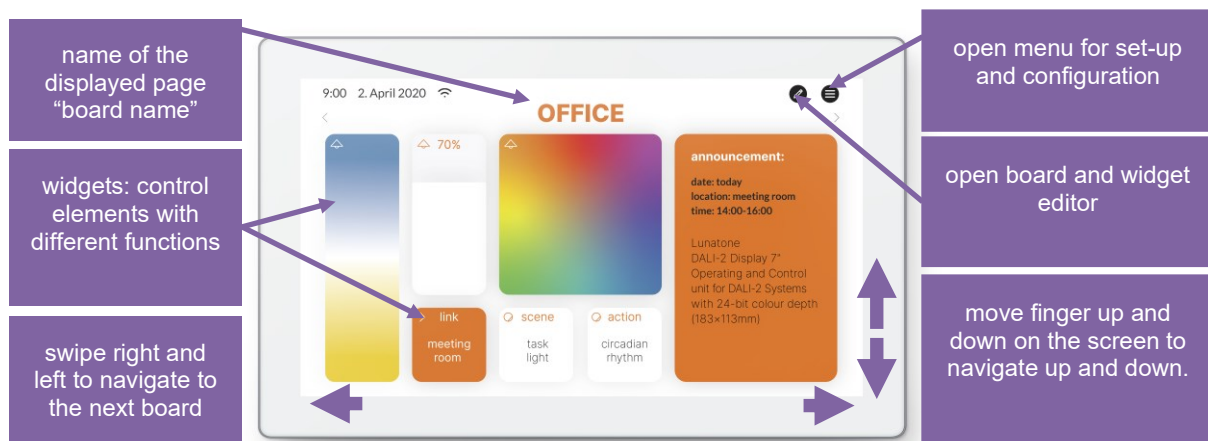 name of the
displayed page
“board name”
widgets: control
elements with
different functions
swipe right and
left to navigate to
the next board
9:00 2. April 2020
OFFICE
70%
link
meeting
room
scene
task
light
action
circadian
rhythm
announcement:
date: today
location: meeting room
time: 14:00-16:00
Lunatone
DALI-2 Display 7"
Operating and Control
unit for DALI-2 Systems
with 24-bit colour depth
(183×113mm)
open menu for set-up
and configuration
open board and widget
editor
move finger up and
down on the screen to
navigate up and down.